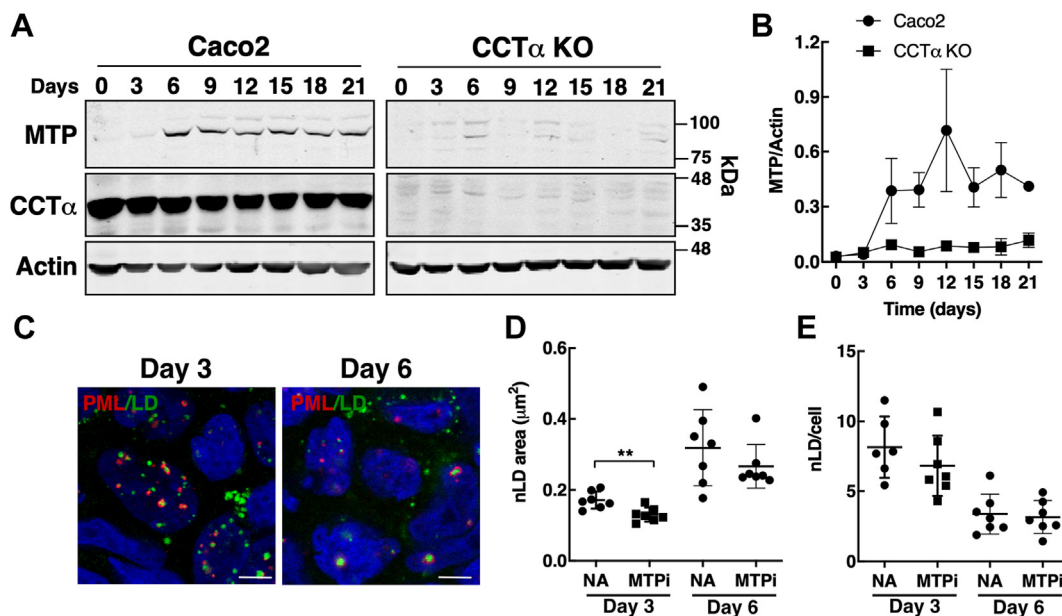 A
Caco2
CCTα KO
Days
0 3 6 9 12 15 18 21
0 3 6 9 12 15 18 21
MTP
100
75
CCTα
48
35
Actin
48
kDa
B
Caco2
CCTα KO
MTP/Actin
1.2
0.9
0.6
0.3
0.0
0 3 6 9 12 15 18 21
Time (days)
C
Day 3
Day 6
PML/LD
PML/LD
D
nLD area (μm²)
0.6
0.4
0.2
0.0
**
NA MTPi NA MTPi
Day 3 Day 6
E
nLD/cell
15
10
5
0
NA MTPi NA MTPi
Day 3 Day 6